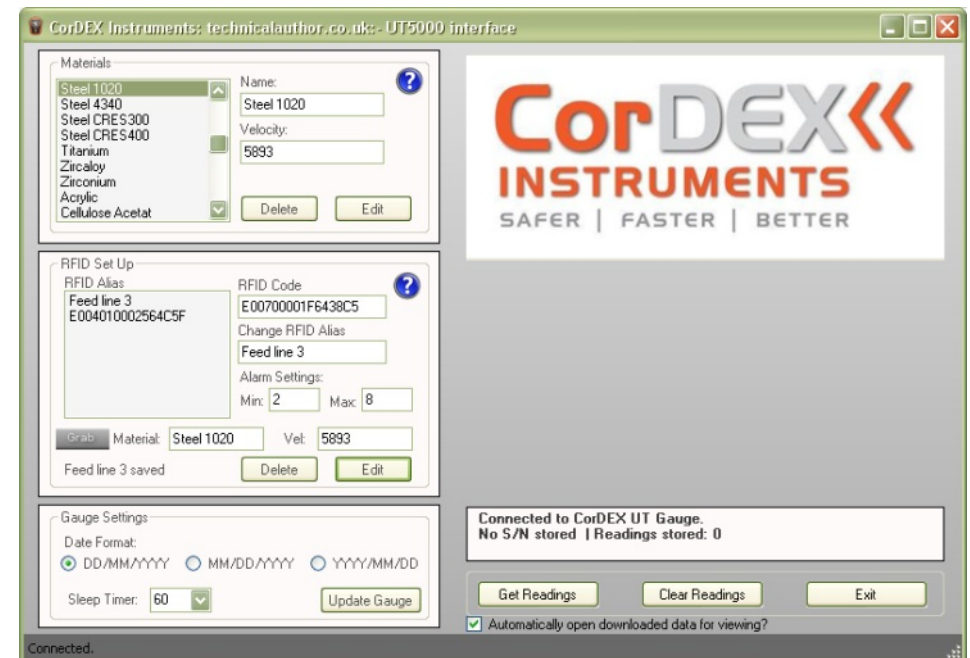 CorDEX Instruments: technicalauthor.co.uk:- UT5000 interface
Materials
Steel 1020
Steel 4340
Steel CRES300
Steel CRES400
Titanium
Zircaloy
Zirconium
Acrylic
Cellulose Acetat
Name:
Steel 1020
Velocity:
5893
Delete Edit
?
RFID Set Up
RFID Alias
Feed line 3
E004010002564C5F
RFID Code
E00700001F6438C5
?
Change RFID Alias
Feed line 3
Alarm Settings:
Min: 2 Max: 8
Grab Material: Steel 1020 Vel: 5893
Feed line 3 saved Delete Edit
Gauge Settings
Date Format:
DD/MM/YYYY MM/DD/YYYY YYYY/MM/DD
Sleep Timer: 60 Update Gauge
CorDEX
INSTRUMENTS
SAFER | FASTER | BETTER
Connected to CorDEX UT Gauge.
No S/N stored | Readings stored: 0
Get Readings Clear Readings Exit
Automatically open downloaded data for viewing?
Connected.